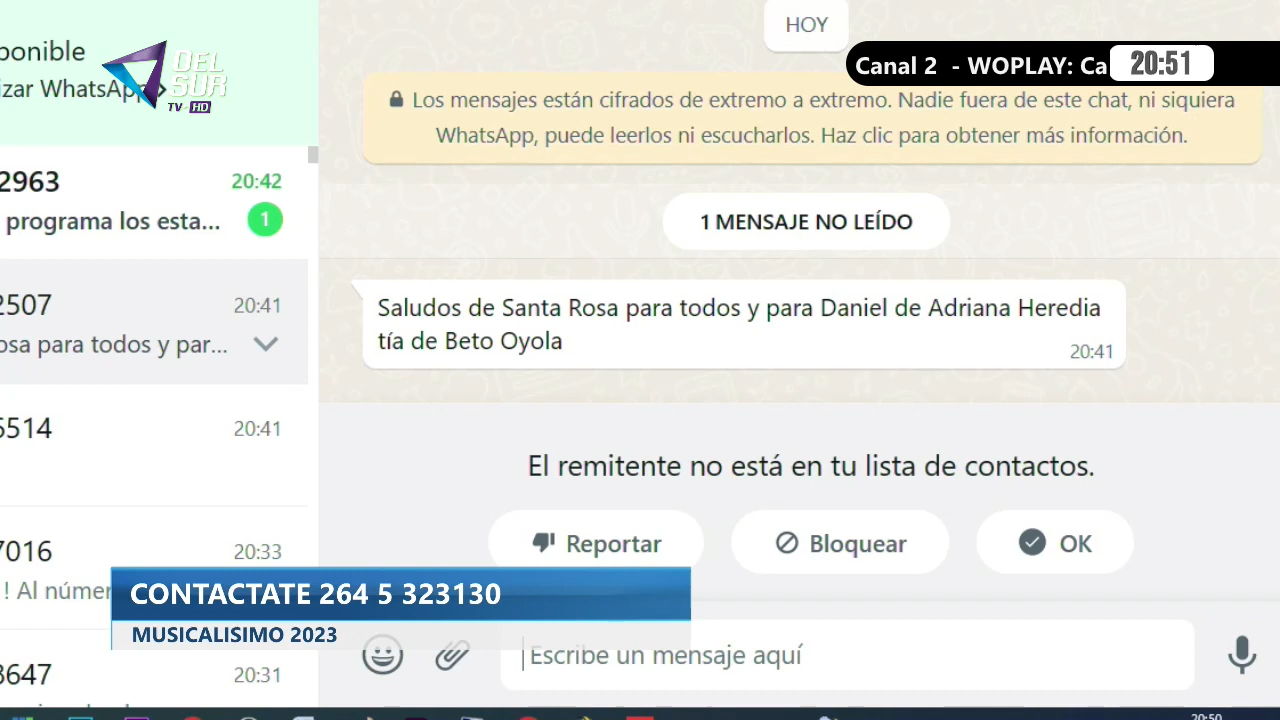 ponible
izar WhatsApp
DEL
SUR
TV HD
HOY
Canal 2 - WOPLAY: Ca
20:51
Los mensajes están cifrados de extremo a extremo. Nadie fuera de este chat, ni siquiera
WhatsApp, puede leerlos ni escucharlos. Haz clic para obtener más información.
2963
20:42
programa los esta...
1
1 MENSAJE NO LEÍDO
2507
20:41
osa para todos y par...
Saludos de Santa Rosa para todos y para Daniel de Adriana Heredia
tía de Beto Oyola
20:41
5514
20:41
El remitente no está en tu lista de contactos.
Reportar
Bloquear
OK
7016
20:33
! Al númer
CONTACTATE 264 5 323130
MUSICALISIMO 2023
3647
20:31
Escribe un mensaje aquí
20:50